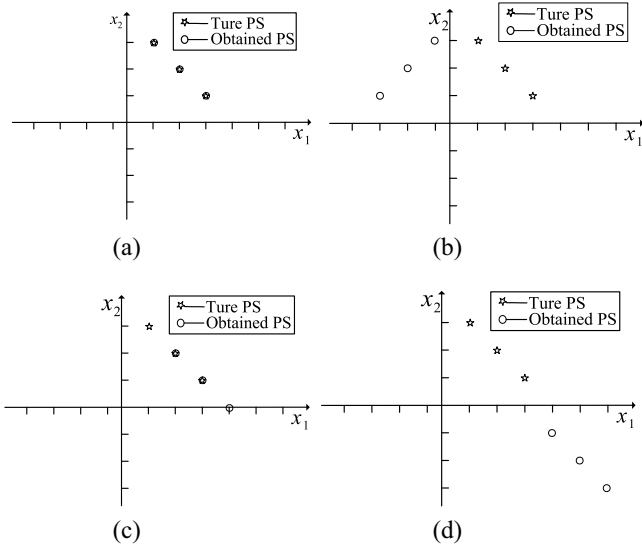 x2
Ture PS
Obtained PS
x1
(a)
x2
Ture PS
Obtained PS
x1
(b)
x2
Ture PS
Obtained PS
x1
(c)
x2
Ture PS
Obtained PS
x1
(d)